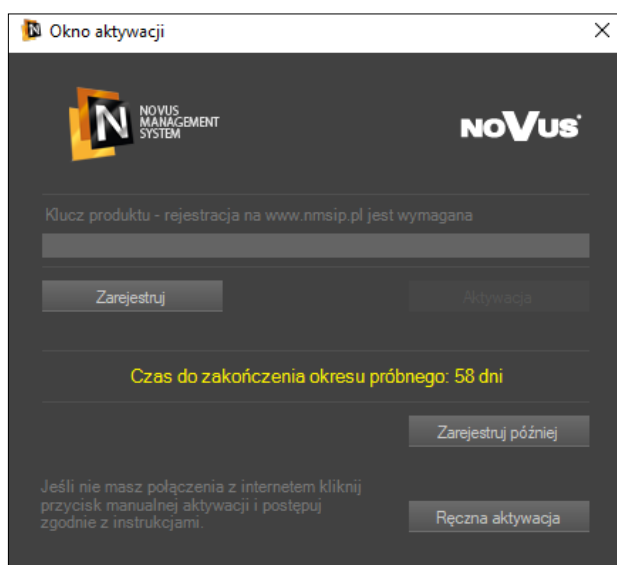 Okno aktywacji
N
NOVUS
MANAGEMENT
SYSTEM
NOVUS
Klucz produktu - rejestracja na www.nmsip.pl jest wymagana
Zarejestruj
Aktywacja
Czas do zakończenia okresu próbnego: 58 dni
Zarejestruj później
Jeśli nie masz połączenia z internetem kliknij
przycisk manualnej aktywacji i postępuj
zgodnie z instrukcjami.
Ręczna aktywacja